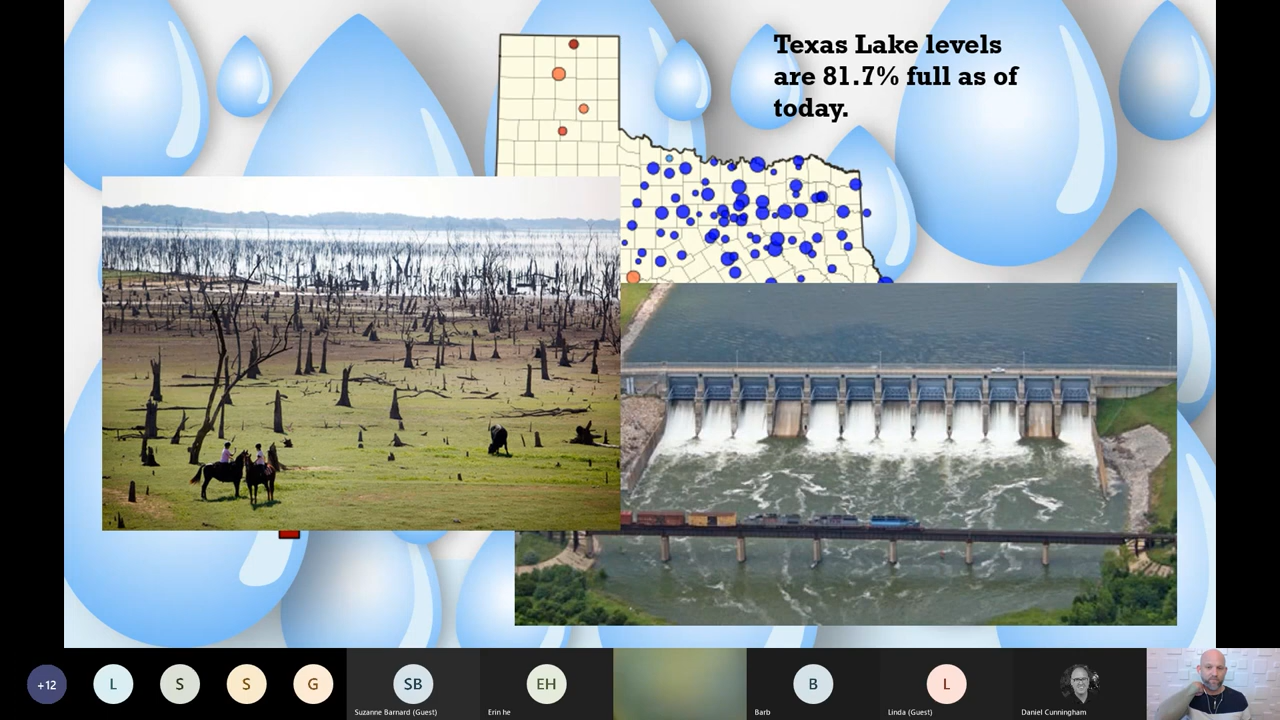 Texas Lake levels
are 81.7% full as of
today.
+12
L
S
S
G
SB
EH
B
L
Suzanne Barnard (Guest)
Erin he
Barb
Linda (Guest)
Daniel Cunningham